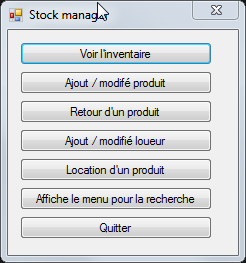 Stock manag
Voir l'inventaire
Ajout / modifé produit
Retour d'un produit
Ajout / modifié loueur
Location d'un produit
Affiche le menu pour la recherche
Quitter